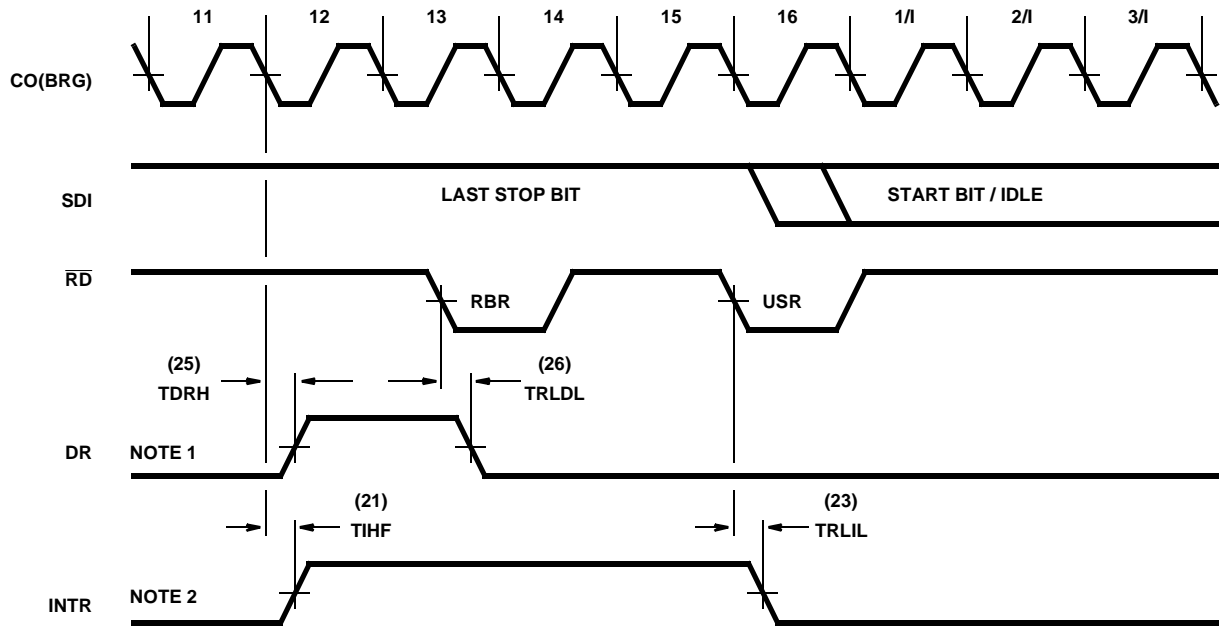 11 12 13 14 15 16 1/I 2/I 3/I
CO(BRG)
SDI LAST STOP BIT START BIT / IDLE
RD RBR USR
(25) (26)
TDRH TRLDL
DR NOTE 1
(21) (23)
TIHF TRLIL
INTR NOTE 2